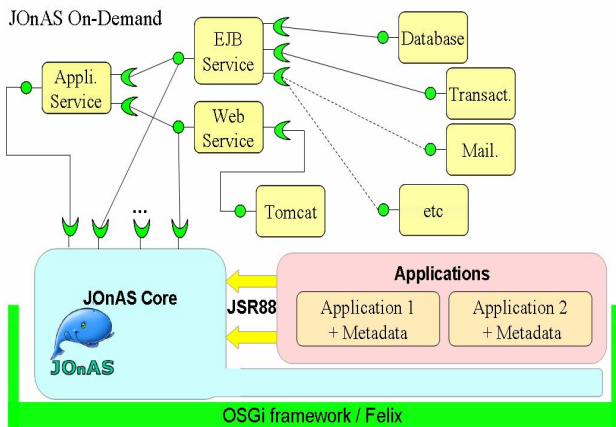 JOnAS On-Demand
EJB
Service
Database
Appli.
Service
Transact.
Web
Service
Mail.
...
Tomcat
etc
JOnAS Core
JOnAS
JSR88
Applications
Application 1
+ Metadata
Application 2
+ Metadata
OSGi framework / Felix